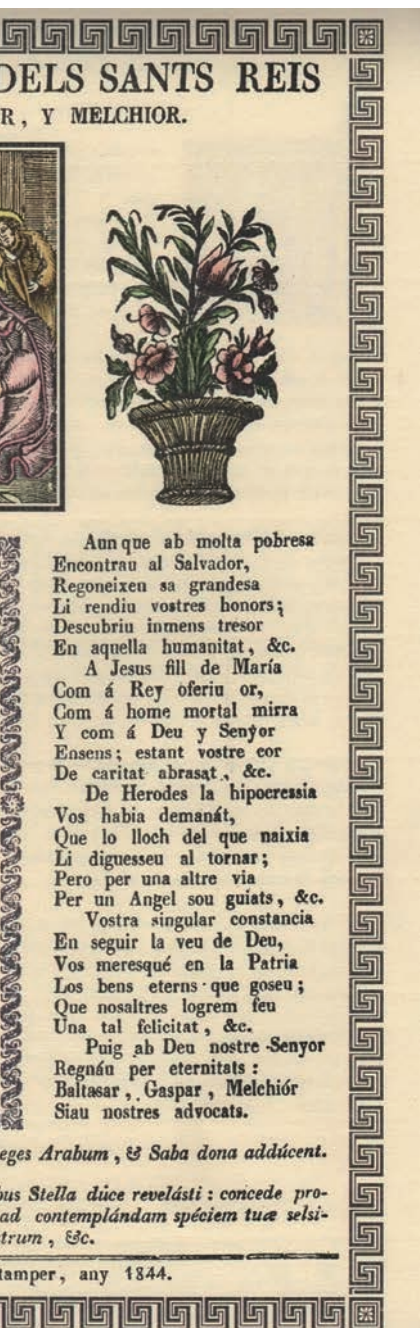 DELS SANTS REIS
R, Y MELCHIOR.
Aunque ab molta pobresa
Encontrau al Salvador,
Regoneixen sa grandesa
Li rendiu vostres honors;
Descubriu inmens tresor
En aquella humanitat, &c.
A Jesus fill de María
Com á Rey oferiu or,
Com á home mortal mirra
Y com á Deu y Senyor
Ensens; estant vostre cor
De caritat abrasat, &c.
De Herodes la hipocressia
Vos habia demanát,
Que lo lloch del que naixia
Li diguesseu al tornar;
Pero per una altre via
Per un Angel sou guiats, &c.
Vostra singular constancia
En seguir la veu de Deu,
Vos meresqué en la Patria
Los bens eterns que goseu;
Que nosaltres logrem feu
Una tal felicitat, &c.
Puig ab Deu nostre Senyor
Regnáu per eternitats:
Baltasar, Gaspar, Melchiór
Siau nostres advocats.
eges Arabum, & Saba dona addúcent.
bus Stella dúce revelásti: concede pro-
ad contemplándam spéciem tuæ selsi-
trum, &c.
tamper, any 1844.